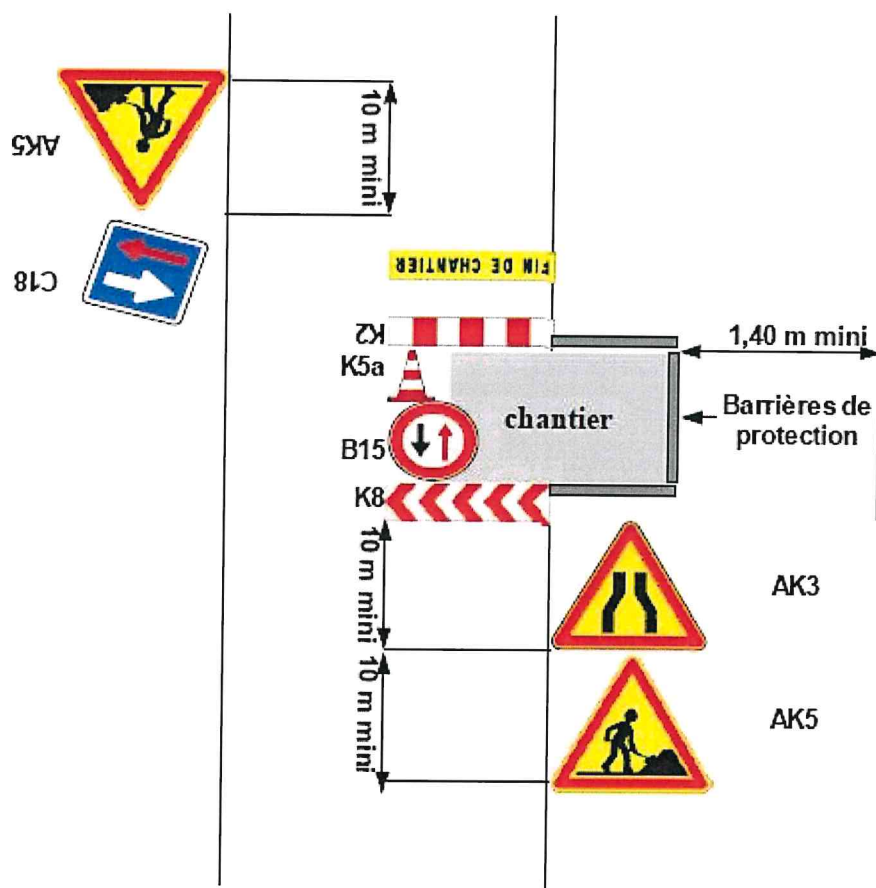 AK5
10 m mini
C18
FIN DE CHANTIER
K2
1,40 m mini
K5a
chantier
Barrières de
protection
B15
K8
10 m mini
AK3
10 m mini
AK5